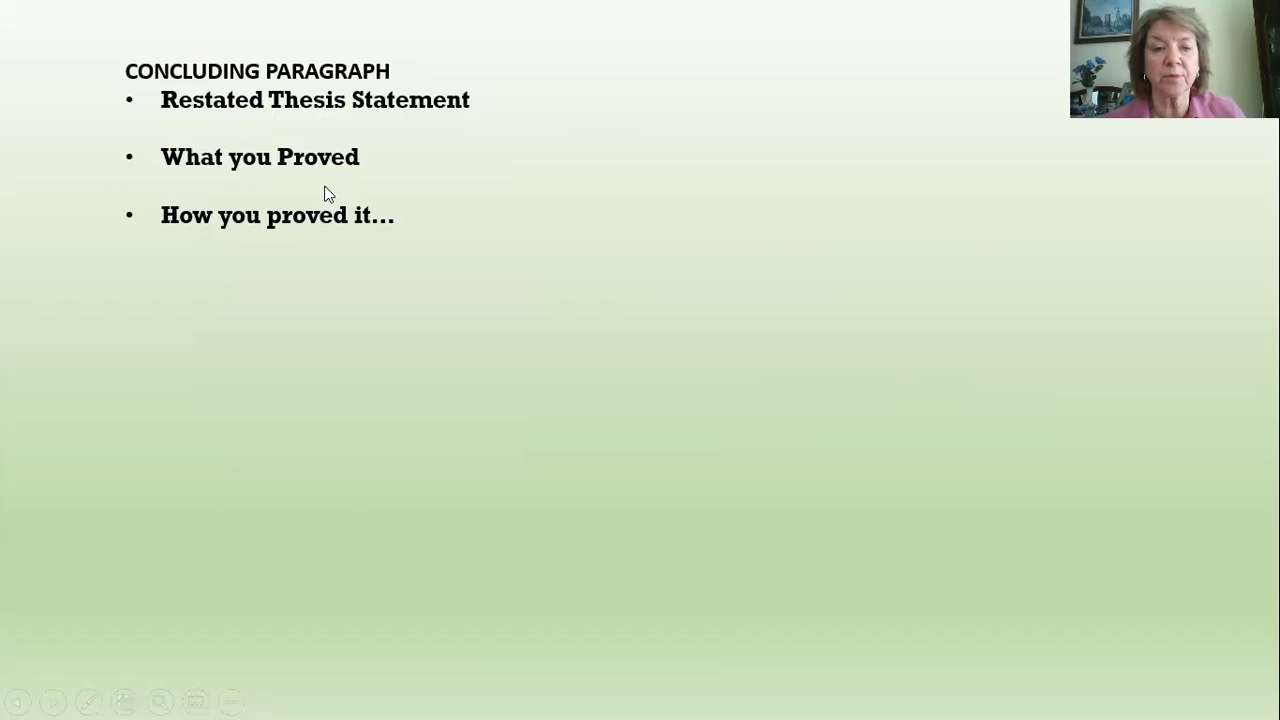 CONCLUDING PARAGRAPH
• Restated Thesis Statement
• What you Proved
• How you proved it...